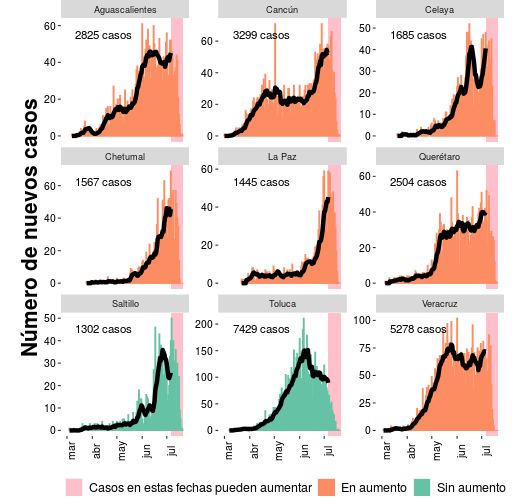 Número de nuevos casos
Aguascalientes
Cancún
Celaya
2825 casos
3299 casos
1685 casos
60
40
20
0
60
40
20
0
50
40
30
20
10
0
Chetumal
La Paz
Querétaro
1567 casos
1445 casos
2504 casos
60
40
20
0
60
40
20
0
60
40
20
0
Saltillo
Toluca
Veracruz
1302 casos
7429 casos
5278 casos
50
40
30
20
10
0
200
150
100
50
0
100
75
50
25
0
mar
abr
may
jun
jul
mar
abr
may
jun
jul
mar
abr
may
jun
jul
Casos en estas fechas pueden aumentar
En aumento
Sin aumento